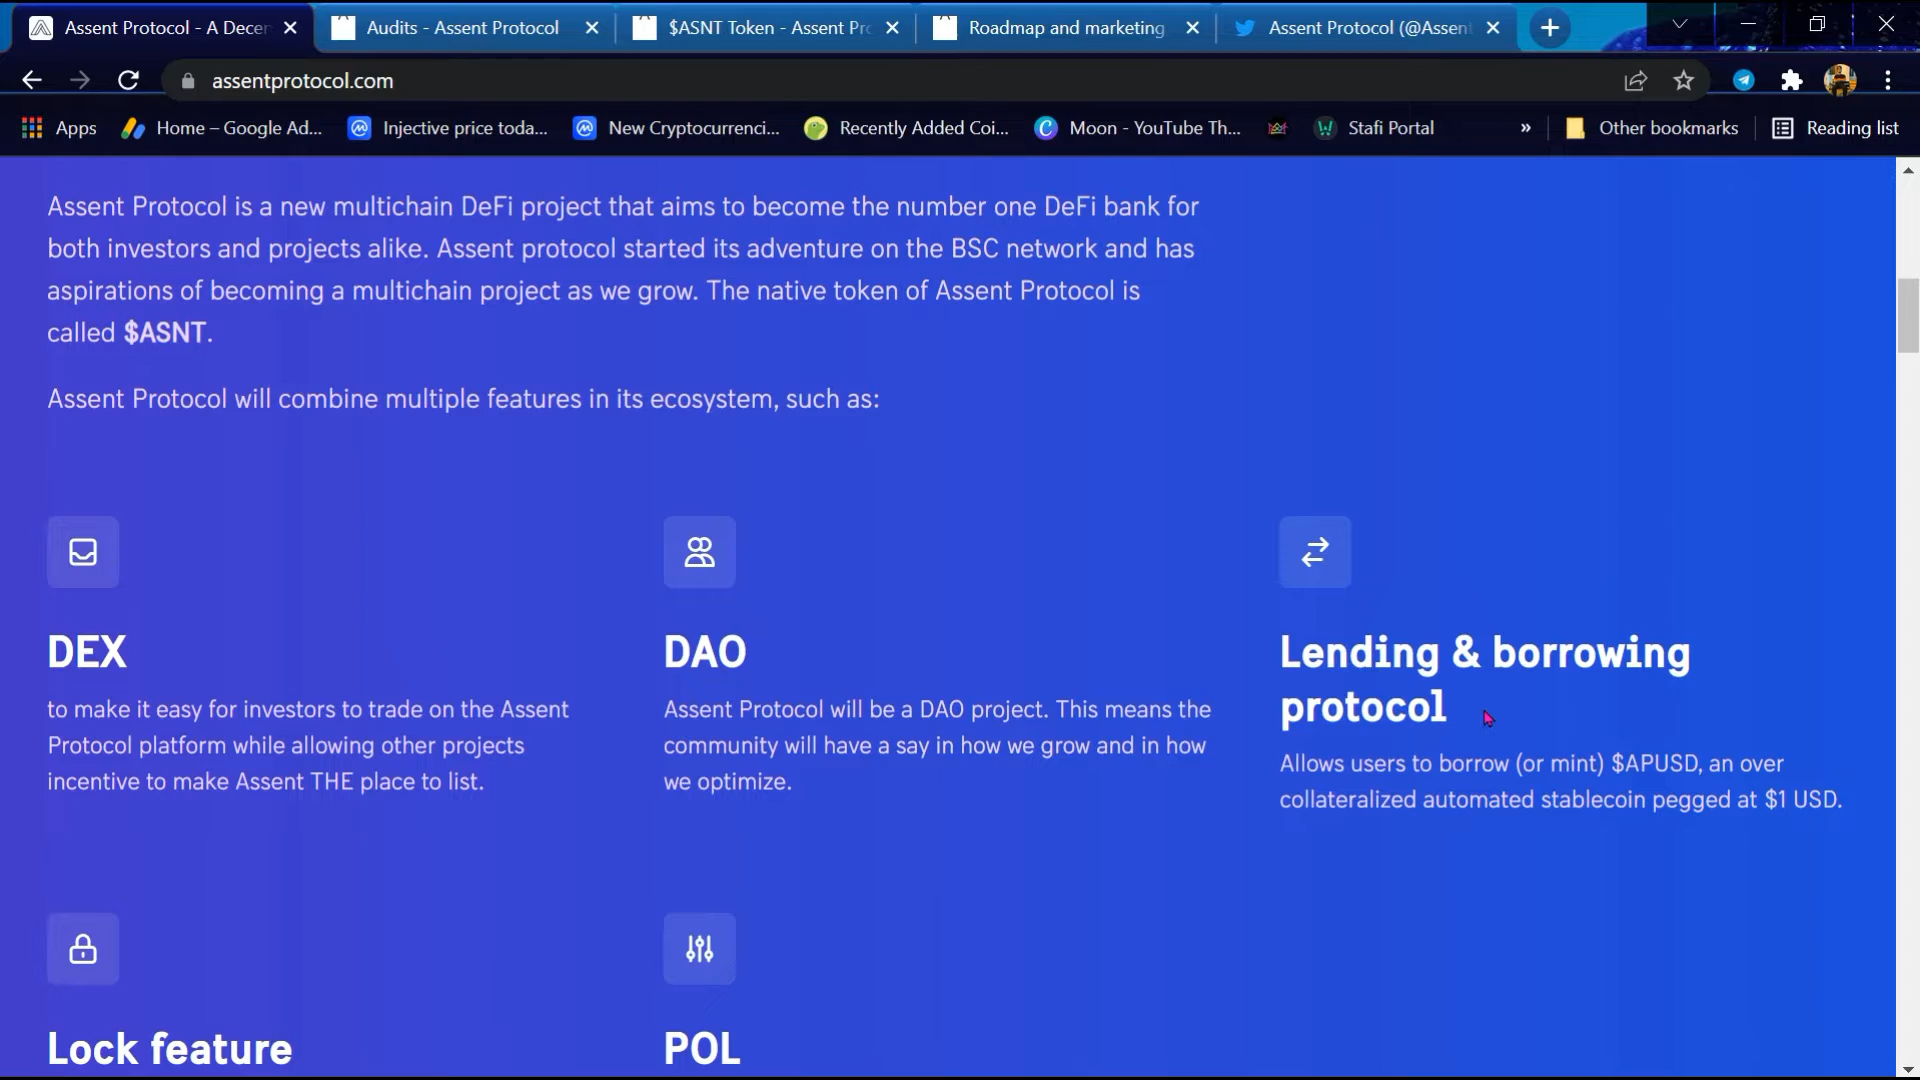 Assent Protocol - A Decen
Audits - Assent Protocol
$ASNT Token - Assent Pro
Roadmap and marketing
Assent Protocol (@Assent
assentprotocol.com
Apps
Home – Google Ad...
Injective price toda...
New Cryptocurrenci...
Recently Added Coi...
Moon - YouTube Th...
Stafi Portal
»
Other bookmarks
Reading list
Assent Protocol is a new multichain DeFi project that aims to become the number one DeFi bank for
both investors and projects alike. Assent protocol started its adventure on the BSC network and has
aspirations of becoming a multichain project as we grow. The native token of Assent Protocol is
called $ASNT.
Assent Protocol will combine multiple features in its ecosystem, such as:
DEX
to make it easy for investors to trade on the Assent
Protocol platform while allowing other projects
incentive to make Assent THE place to list.
DAO
Assent Protocol will be a DAO project. This means the
community will have a say in how we grow and in how
we optimize.
Lending & borrowing
protocol
Allows users to borrow (or mint) $APUSD, an over
collateralized automated stablecoin pegged at $1 USD.
Lock feature
POL